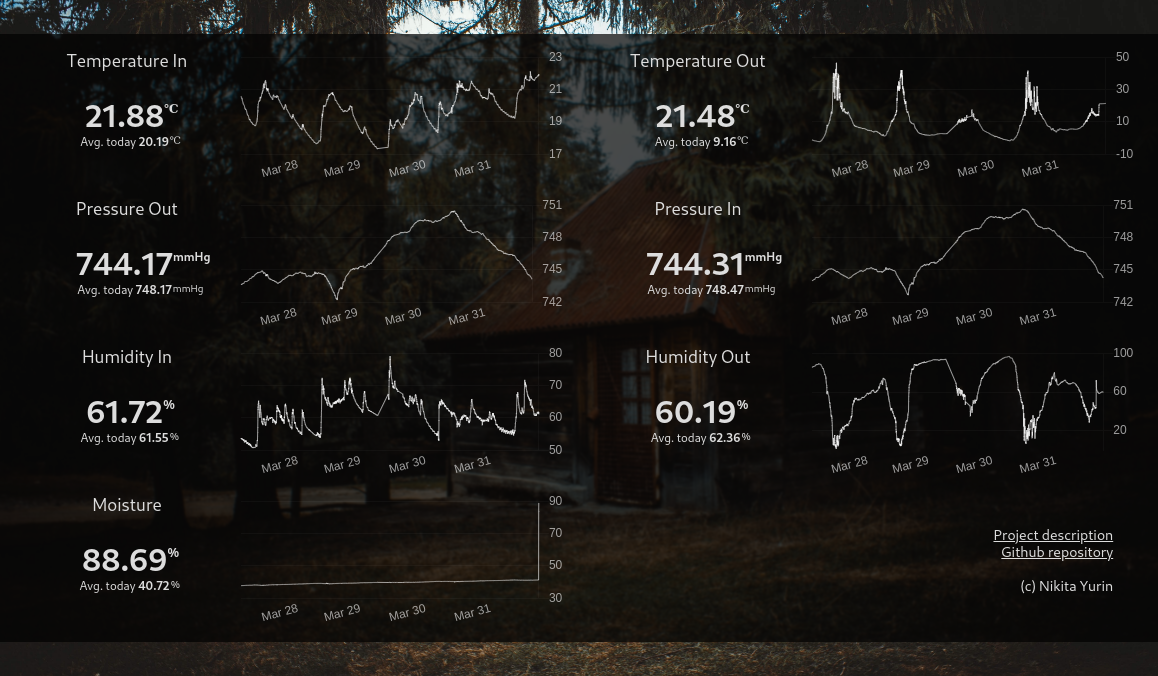 Temperature In
21.88°C
Avg. today 20.19°C
23
21
19
17
Mar 28 Mar 29 Mar 30 Mar 31
Temperature Out
21.48°C
Avg. today 9.16°C
50
30
10
-10
Mar 28 Mar 29 Mar 30 Mar 31
Pressure Out
744.17mmHg
Avg. today 748.17mmHg
751
748
745
742
Mar 28 Mar 29 Mar 30 Mar 31
Pressure In
744.31mmHg
Avg. today 748.47mmHg
751
748
745
742
Mar 28 Mar 29 Mar 30 Mar 31
Humidity In
61.72%
Avg. today 61.55%
80
70
60
50
Mar 28 Mar 29 Mar 30 Mar 31
Humidity Out
60.19%
Avg. today 62.36%
100
60
20
Mar 28 Mar 29 Mar 30 Mar 31
Moisture
88.69%
Avg. today 40.72%
90
70
50
30
Mar 28 Mar 29 Mar 30 Mar 31
Project description
Github repository
(c) Nikita Yurin